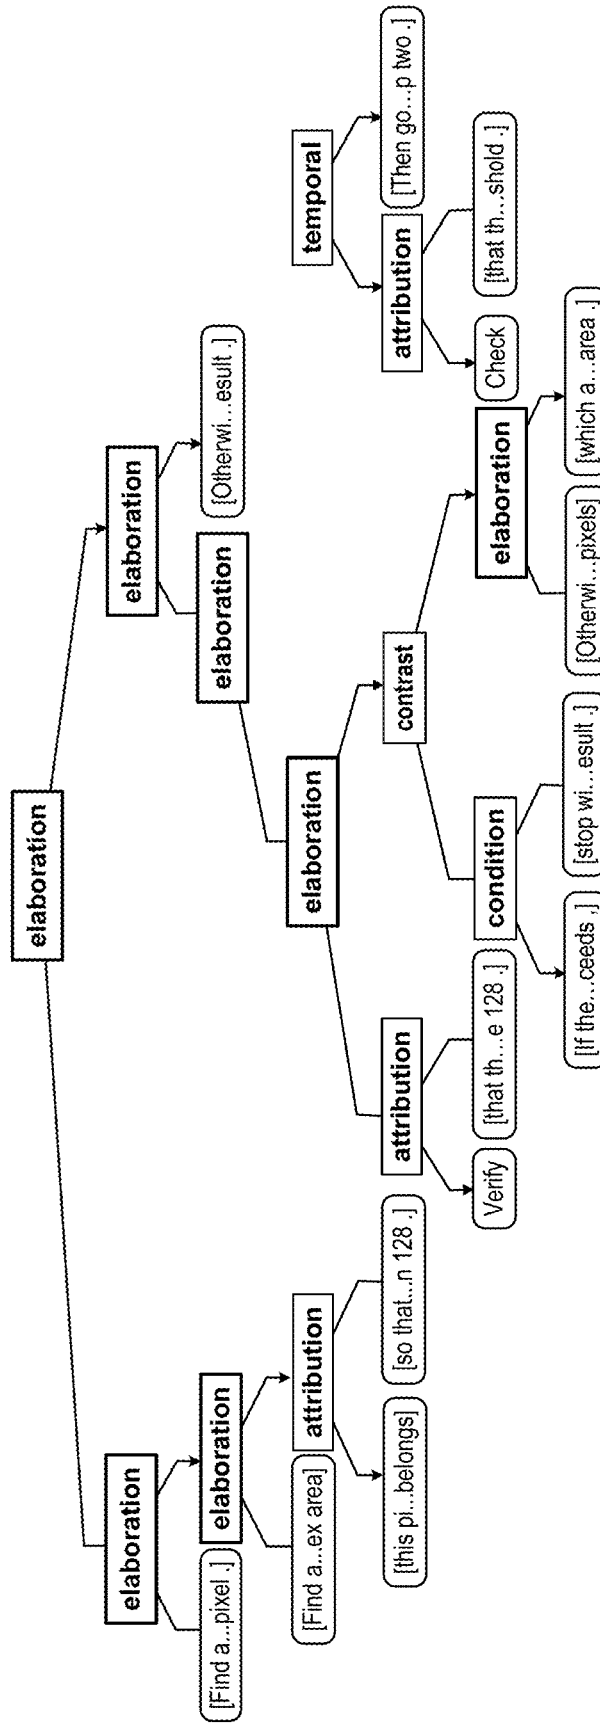 elaboration
elaboration
elaboration
[Find a...pixel .]
elaboration
elaboration
[Otherwi...esult .]
[Find a...ex area]
attribution
elaboration
temporal
[this pi...belongs]
[so that...n 128 .]
attribution
contrast
attribution
[Then go...p two .]
Verify
[that th...e 128 .]
condition
elaboration
Check
[that th...shold .]
[If the...ceeds ,]
[stop wi...esult .]
[Otherwi...pixels]
[which a...area .]